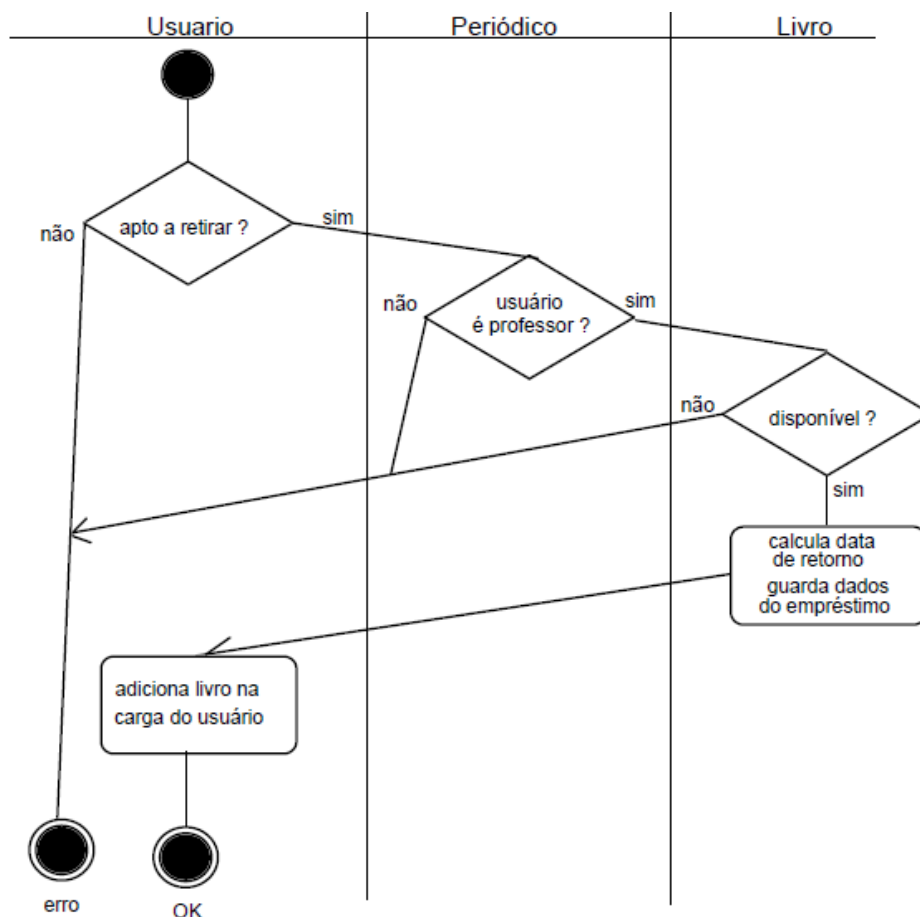 Usuario
Periódico
Livro
apto a retirar ?
não
sim
usuário
é professor ?
não
sim
disponível ?
não
sim
calcula data
de retorno
guarda dados
do empréstimo
adiciona livro na
carga do usuário
erro
OK